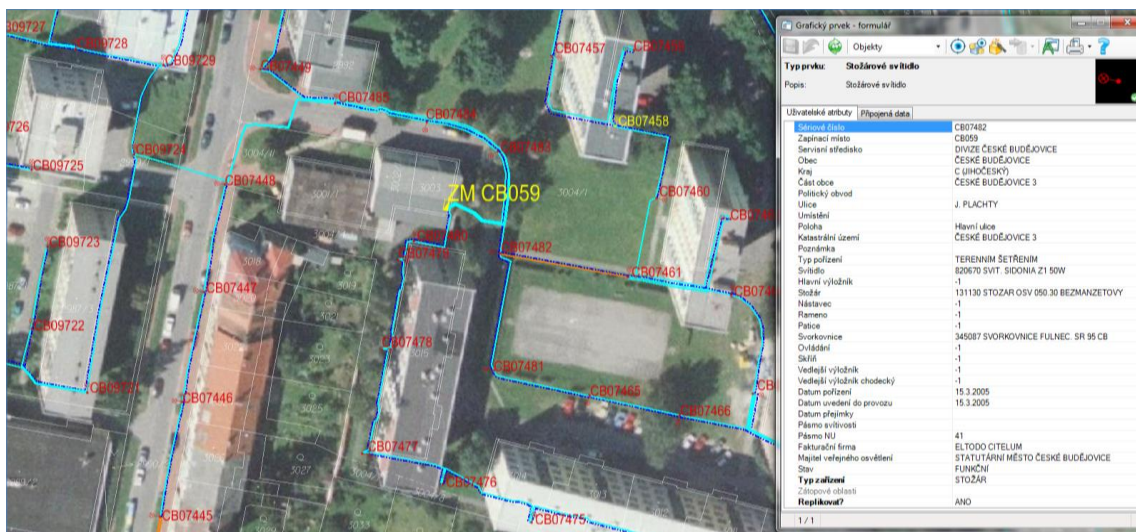 CB09727
CB09728
CB09729
CB07449
CB07485
CB07457
CB07458
CB07483
CB09724
CB09725
CB07448
CB07460
ZM CB059
3004/1
CB09723
CB07482
CB07461
CB07447
CB09722
CB07478
CB07481
CB07465
CB07446
CB07466
CB07477
CB07476
CB07475
CB07445
Grafický prvek - formulář
Objekty
Typ prvku: Stožárové svítidlo
Popis: Stožárové svítidlo
Uživatelské atributy Připojená data
Sériové číslo CB07482
Zapínací místo CB059
Servisní středisko DIVIZE ČESKÉ BUDĚJOVICE
Obec ČESKÉ BUDĚJOVICE
Kraj C (JIHOČESKÝ)
Část obce ČESKÉ BUDĚJOVICE 3
Politický obvod
Ulice J. PLACHTY
Umístění
Poloha Hlavní ulice
Katastrální území ČESKÉ BUDĚJOVICE 3
Poznámka
Typ pořízení TERENNÍM ŠETŘENÍM
Svítidlo 820670 SVIT. SIDONIA Z1 50W
Hlavní výložník -1
Stožár 131130 STOZAR OSV 050.30 BEZMANZETOVY
Nástavec -1
Rameno -1
Patice -1
Svorkovnice 345087 SVORKOVNICE FULNEC. SR 95 CB
Ovládání -1
Skříň -1
Vedlejší výložník -1
Vedlejší výložník chodecký -1
Datum pořízení 15.3.2005
Datum uvedení do provozu 15.3.2005
Datum přejímky
Pásmo svítivosti
Pásmo NU 41
Fakturační firma ELTODO CITELUM
Majitel veřejného osvětlení STATUTÁRNÍ MĚSTO ČESKÉ BUDĚJOVICE
Stav FUNKČNÍ
Typ zařízení STOŽÁR
Zátopové oblasti
Replikovat? ANO
1 / 1